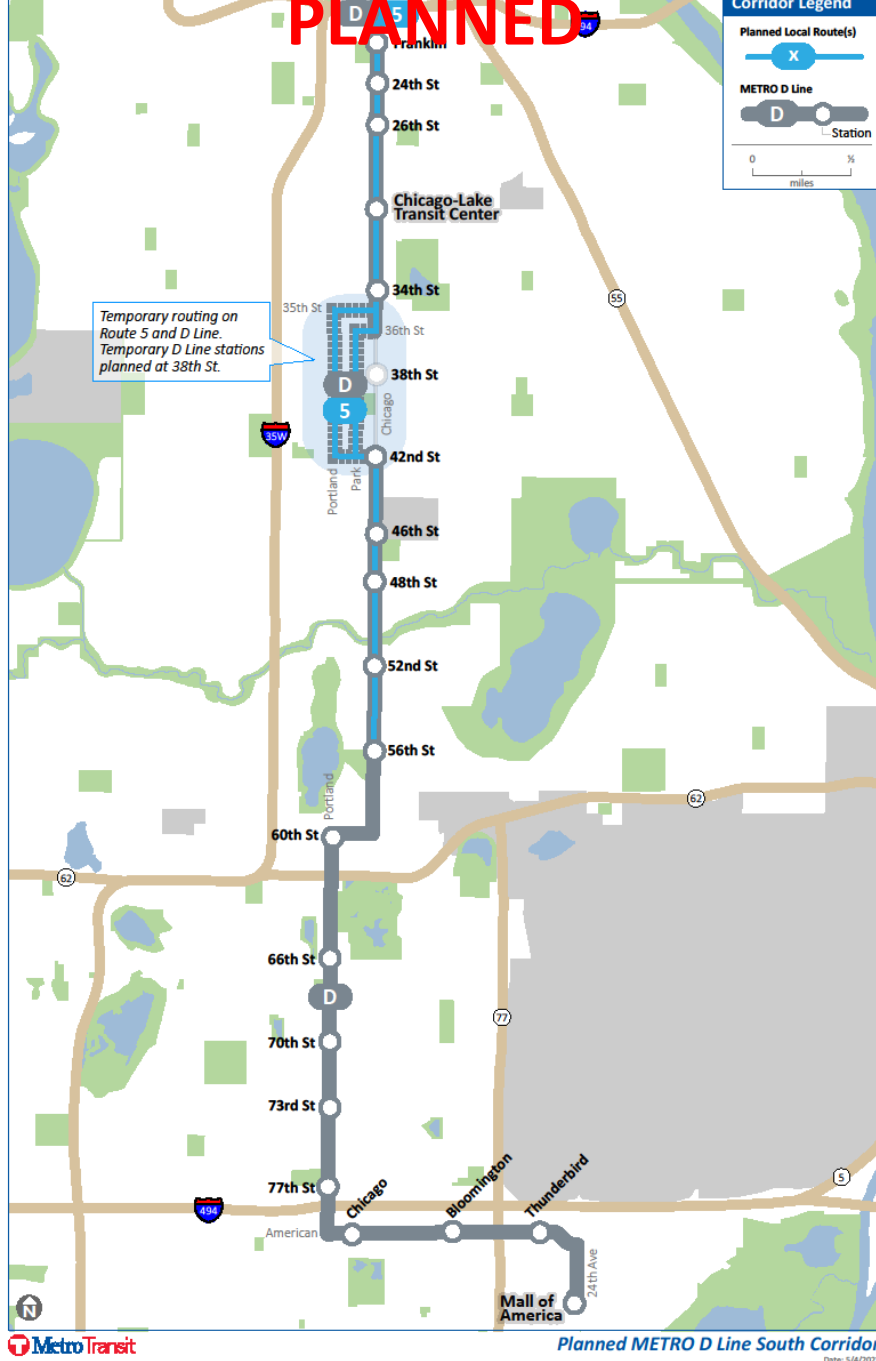 PLANNED
D 5
94
Corridor Legend
Planned Local Route(s)
X
METRO D Line
D
Station
0 ½
miles
Franklin
24th St
26th St
Chicago-Lake
Transit Center
34th St
55
35th St
36th St
Temporary routing on
Route 5 and D Line.
Temporary D Line stations
planned at 38th St.
38th St
D
5
Chicago
35W
42nd St
Portland
Park
46th St
48th St
52nd St
56th St
Portland
62
60th St
62
66th St
D
77
70th St
73rd St
77th St
Chicago
Bloomington
Thunderbird
5
494
American
24th Ave
Mall of
America
N
MetroTransit
Planned METRO D Line South Corridor